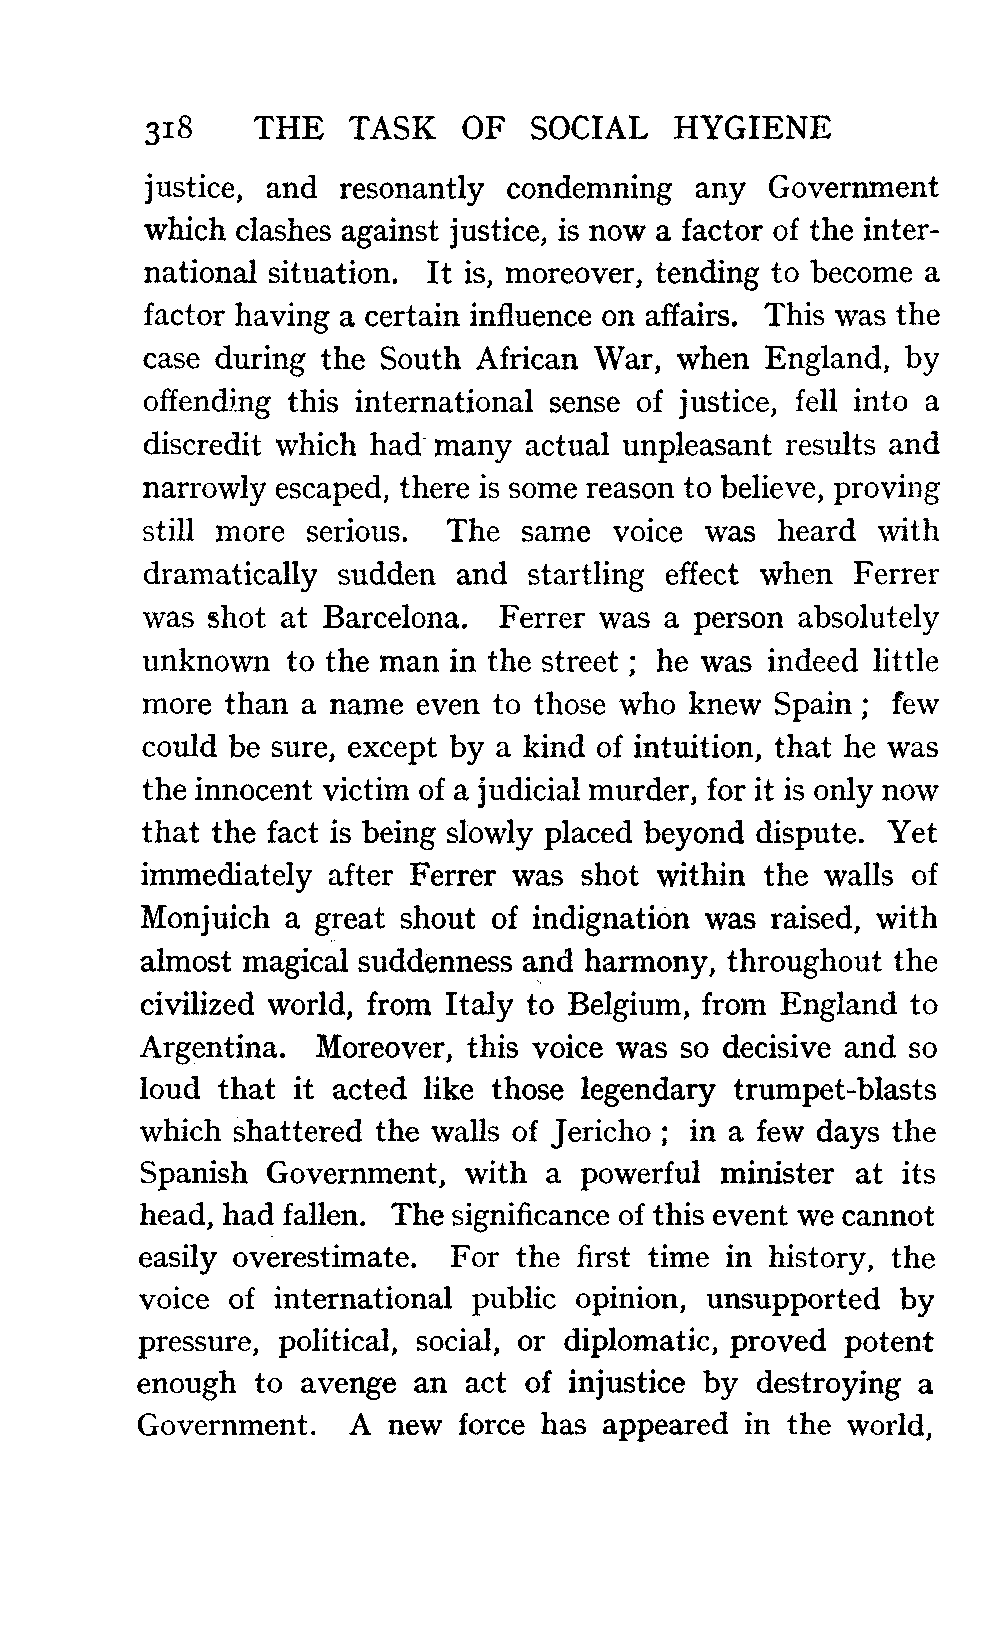 318 THE TASK OF SOCIAL HYGIENE
justice, and resonantly condemning any Government
which clashes against justice, is now a factor of the inter-
national situation. It is, moreover, tending to become a
factor having a certain influence on affairs. This was the
case during the South African War, when England, by
offending this international sense of justice, fell into a
discredit which had many actual unpleasant results and
narrowly escaped, there is some reason to believe, proving
still more serious. The same voice was heard with
dramatically sudden and startling effect when Ferrer
was shot at Barcelona. Ferrer was a person absolutely
unknown to the man in the street ; he was indeed little
more than a name even to those who knew Spain ; few
could be sure, except by a kind of intuition, that he was
the innocent victim of a judicial murder, for it is only now
that the fact is being slowly placed beyond dispute. Yet
immediately after Ferrer was shot within the walls of
Monjuich a great shout of indignation was raised, with
almost magical suddenness and harmony, throughout the
civilized world, from Italy to Belgium, from England to
Argentina. Moreover, this voice was so decisive and so
loud that it acted like those legendary trumpet-blasts
which shattered the walls of Jericho ; in a few days the
Spanish Government, with a powerful minister at its
head, had fallen. The significance of this event we cannot
easily overestimate. For the first time in history, the
voice of international public opinion, unsupported by
pressure, political, social, or diplomatic, proved potent
enough to avenge an act of injustice by destroying a
Government. A new force has appeared in the world,